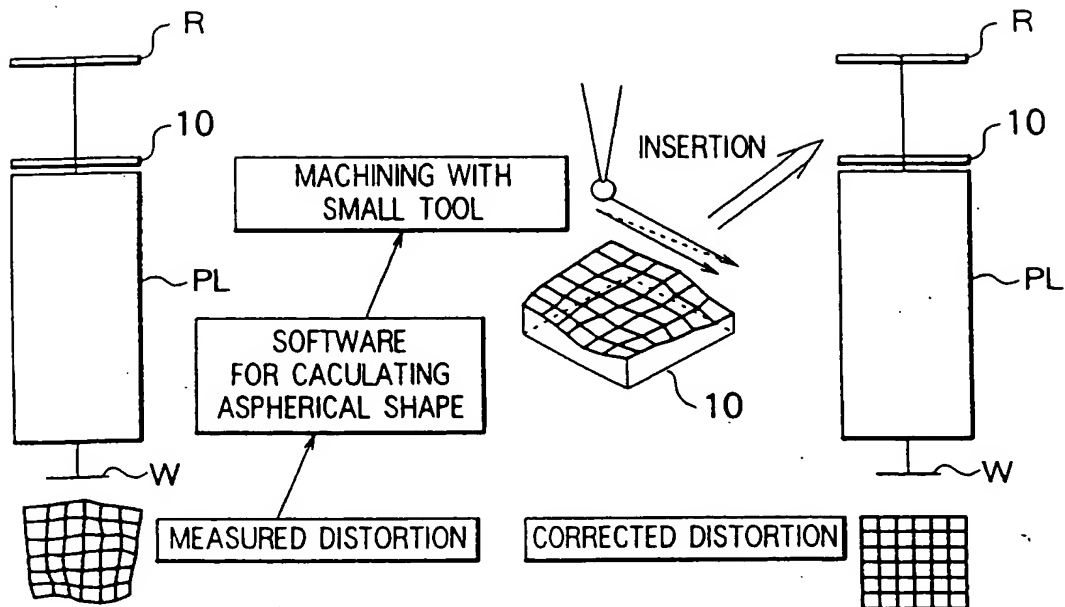 R
10
PL
W
MEASURED DISTORTION
SOFTWARE
FOR CACULATING
ASPHERICAL SHAPE
MACHINING WITH
SMALL TOOL
INSERTION
10
R
10
PL
W
CORRECTED DISTORTION